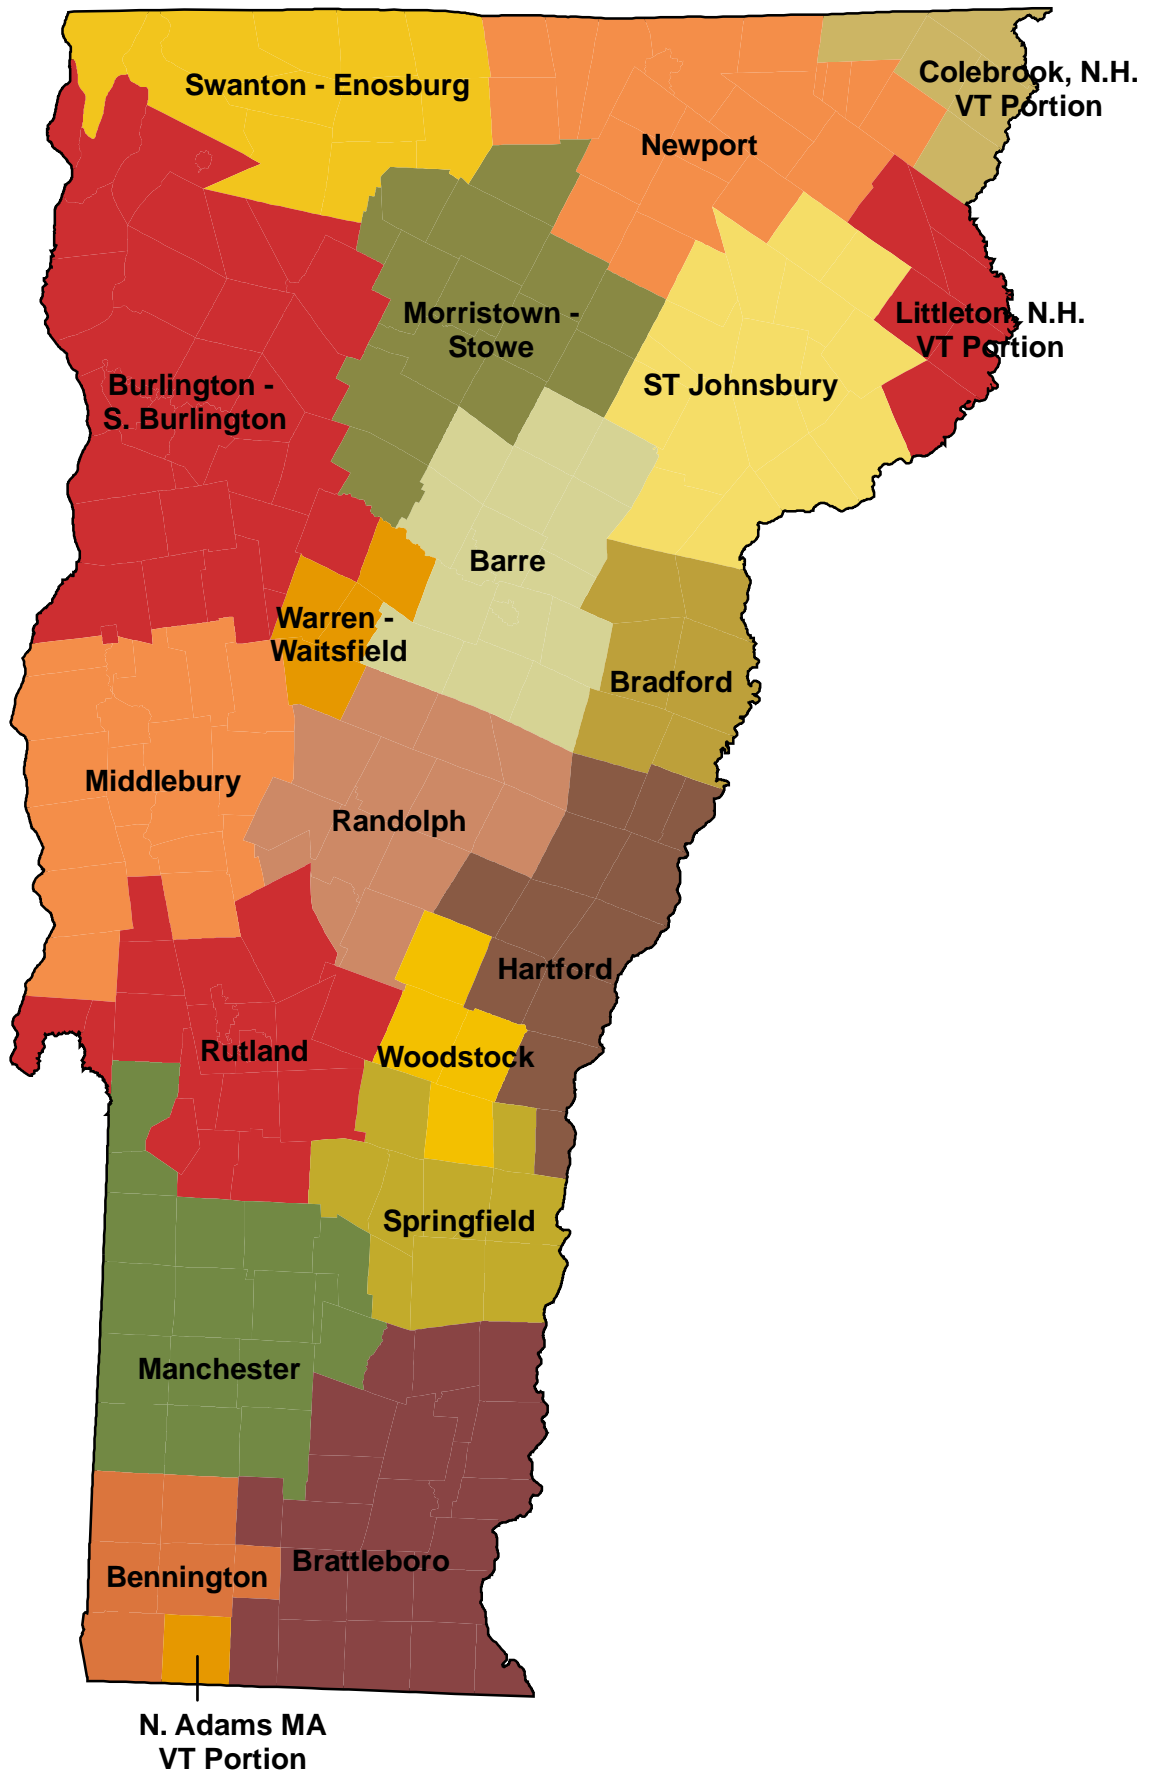 Swanton - Enosburg
Colebrook, N.H.
VT Portion
Newport
Morristown -
Stowe
Littleton, N.H.
VT Portion
Burlington -
S. Burlington
ST Johnsbury
Barre
Warren -
Waitsfield
Bradford
Middlebury
Randolph
Hartford
Rutland
Woodstock
Springfield
Manchester
Brattleboro
Bennington
N. Adams MA
VT Portion